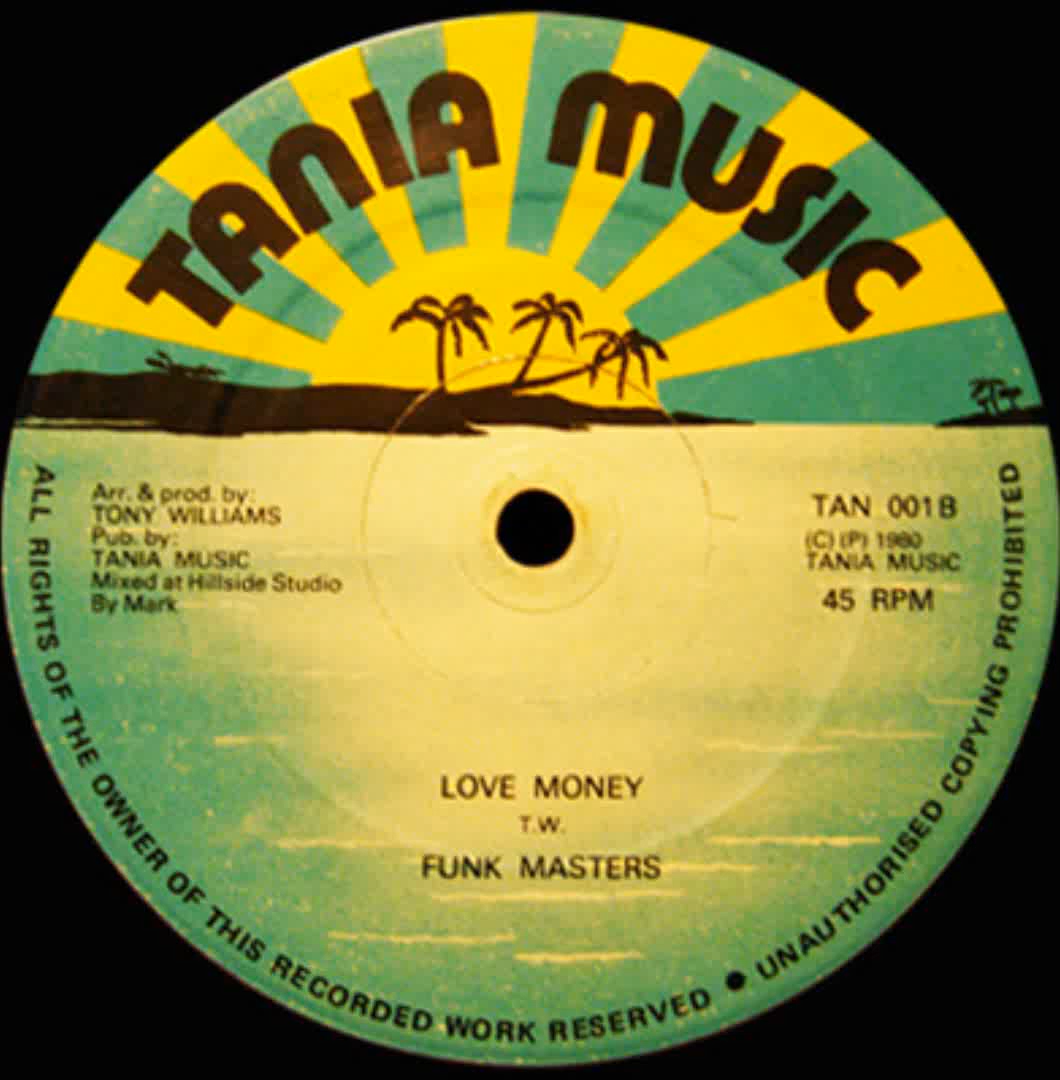 TANIA MUSIC
Arr. & prod. by:
TONY WILLIAMS
Pub. by:
TANIA MUSIC
Mixed at Hillside Studio
By Mark
TAN 001B
(C) (P) 1980
TANIA MUSIC
45 RPM
LOVE MONEY
T.W.
FUNK MASTERS
ALL RIGHTS OF THE OWNER OF THIS RECORDED WORK RESERVED ● UNAUTHORISED COPYING PROHIBITED